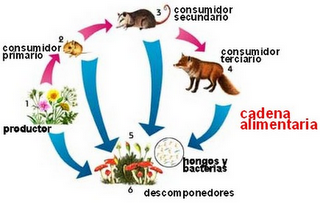 3
consumidor
secundario
2
consumidor
primario
consumidor
terciario
4
1
productor
cadena
alimentaria
5
hongos y
bacterias
6
descomponedores